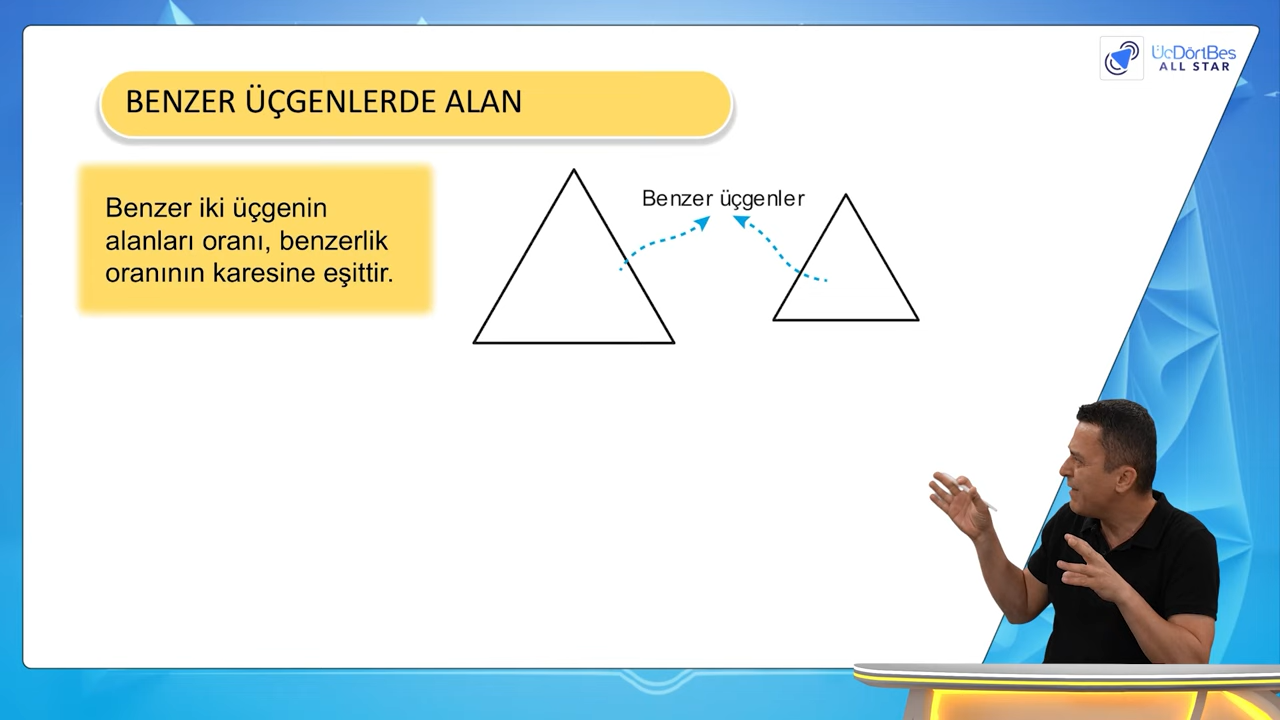 ÜçDörtBeş
ALL STAR
BENZER ÜÇGENLERDE ALAN
Benzer iki üçgenin
alanları oranı, benzerlik
oranının karesine eşittir.
Benzer üçgenler